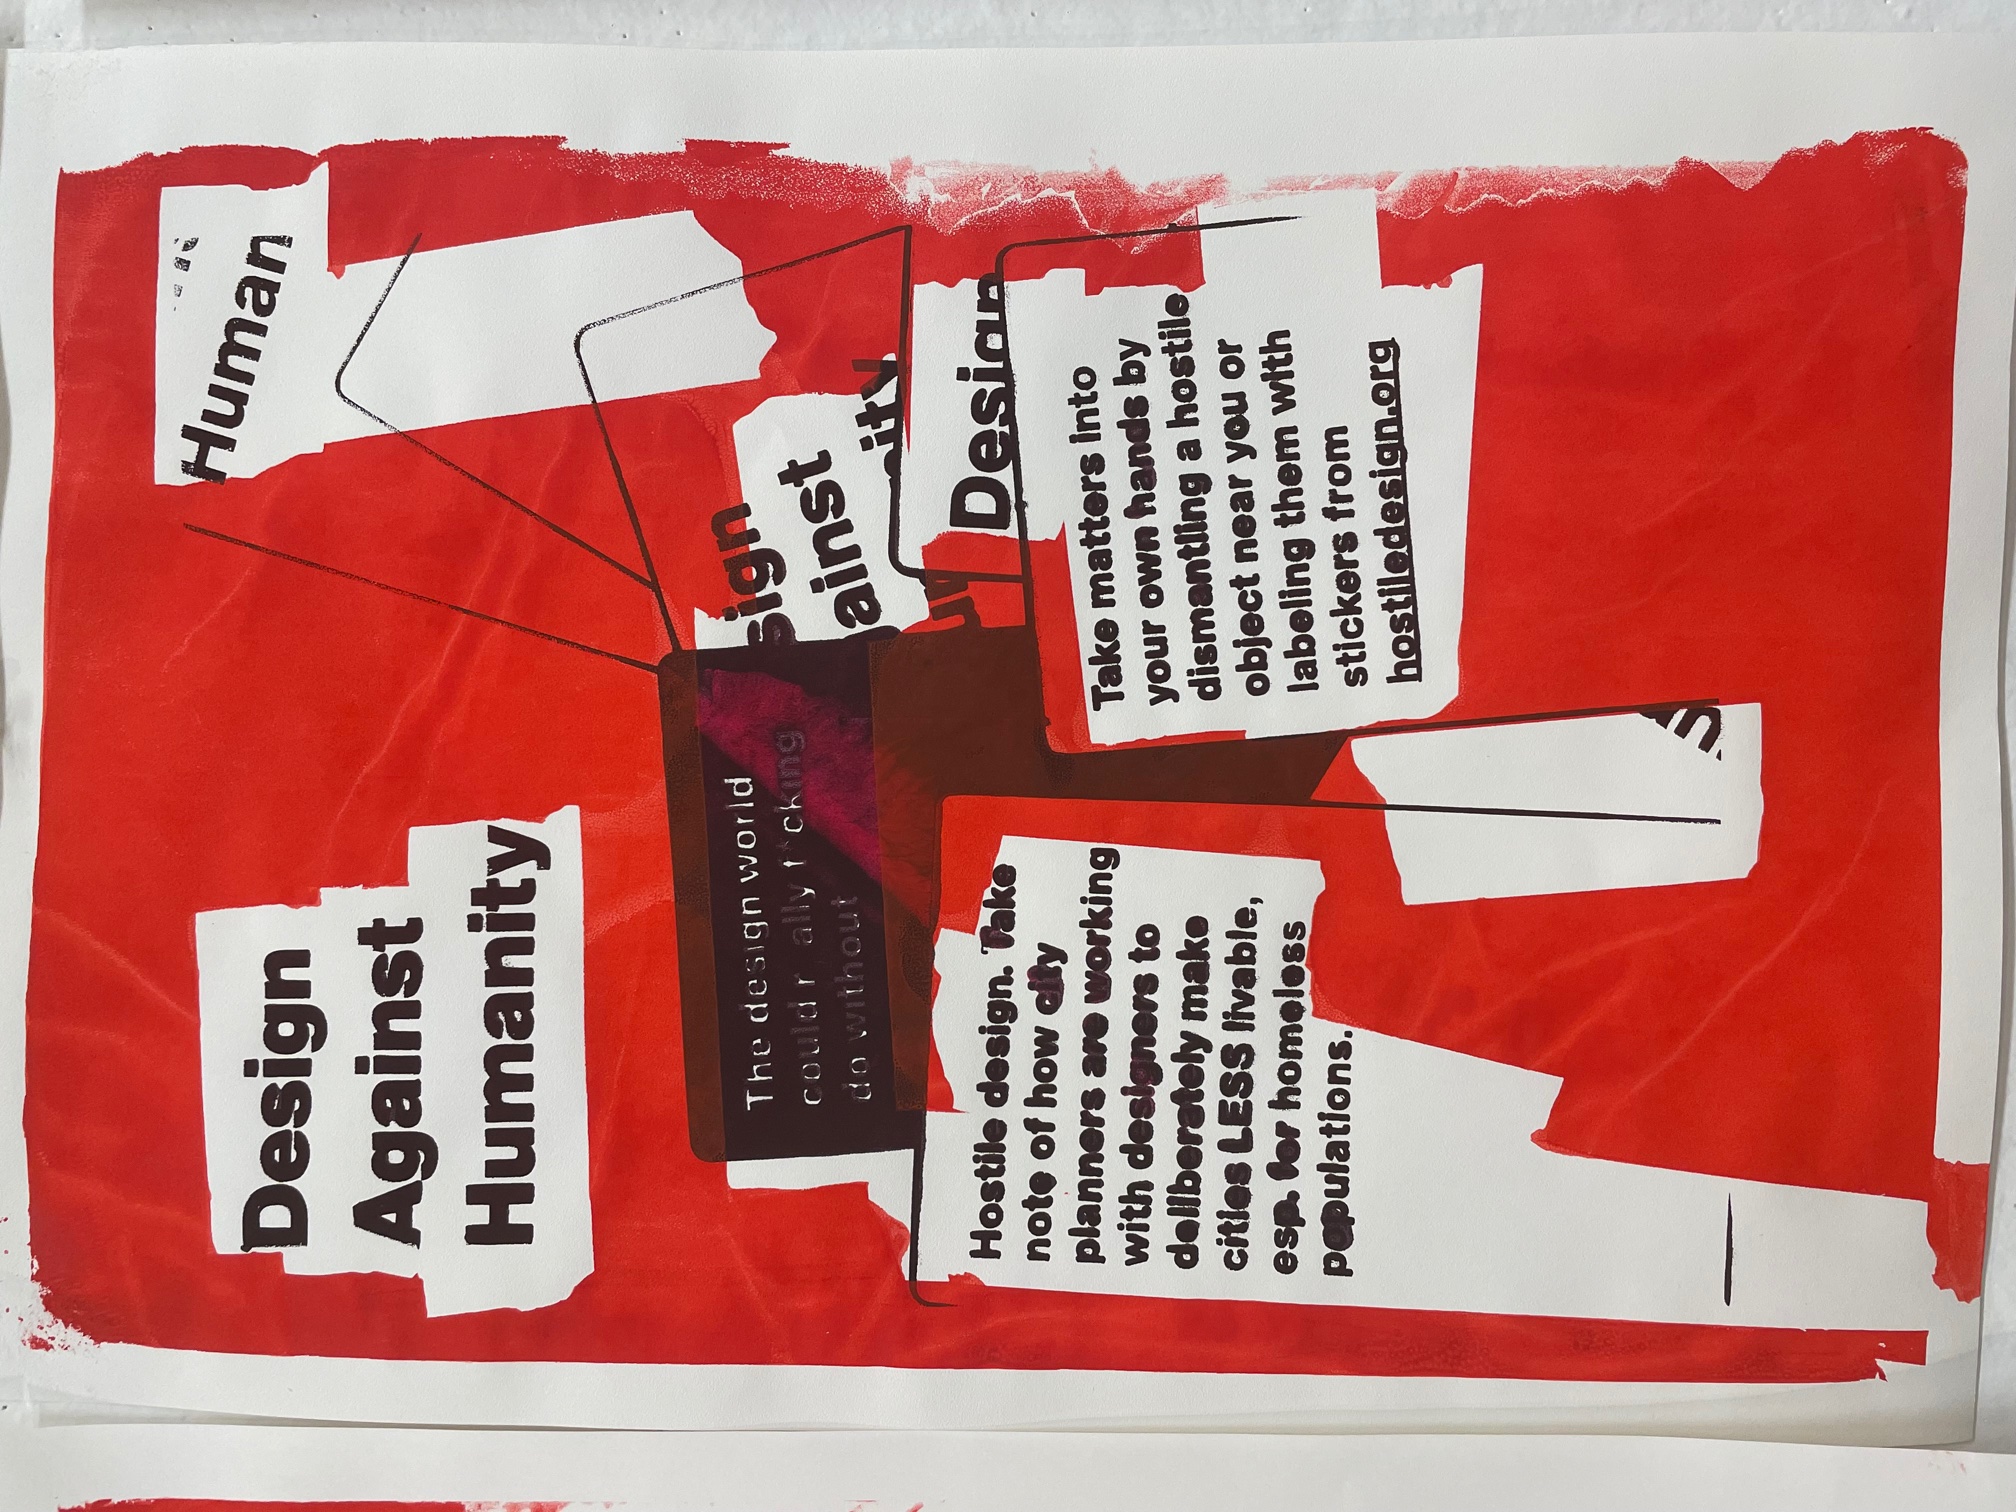 Design
Against
Humanity
Human
The design world
could r ally f*cking
do without
sign
ainst
nity
Design
Hostile design. Take
note of how city
planners are working
with designers to
deliberately make
cities LESS livable,
esp. for homeless
populations.
Take matters into
your own hands by
dismantling a hostile
object near you or
labeling them with
stickers from
hostiledesign.org